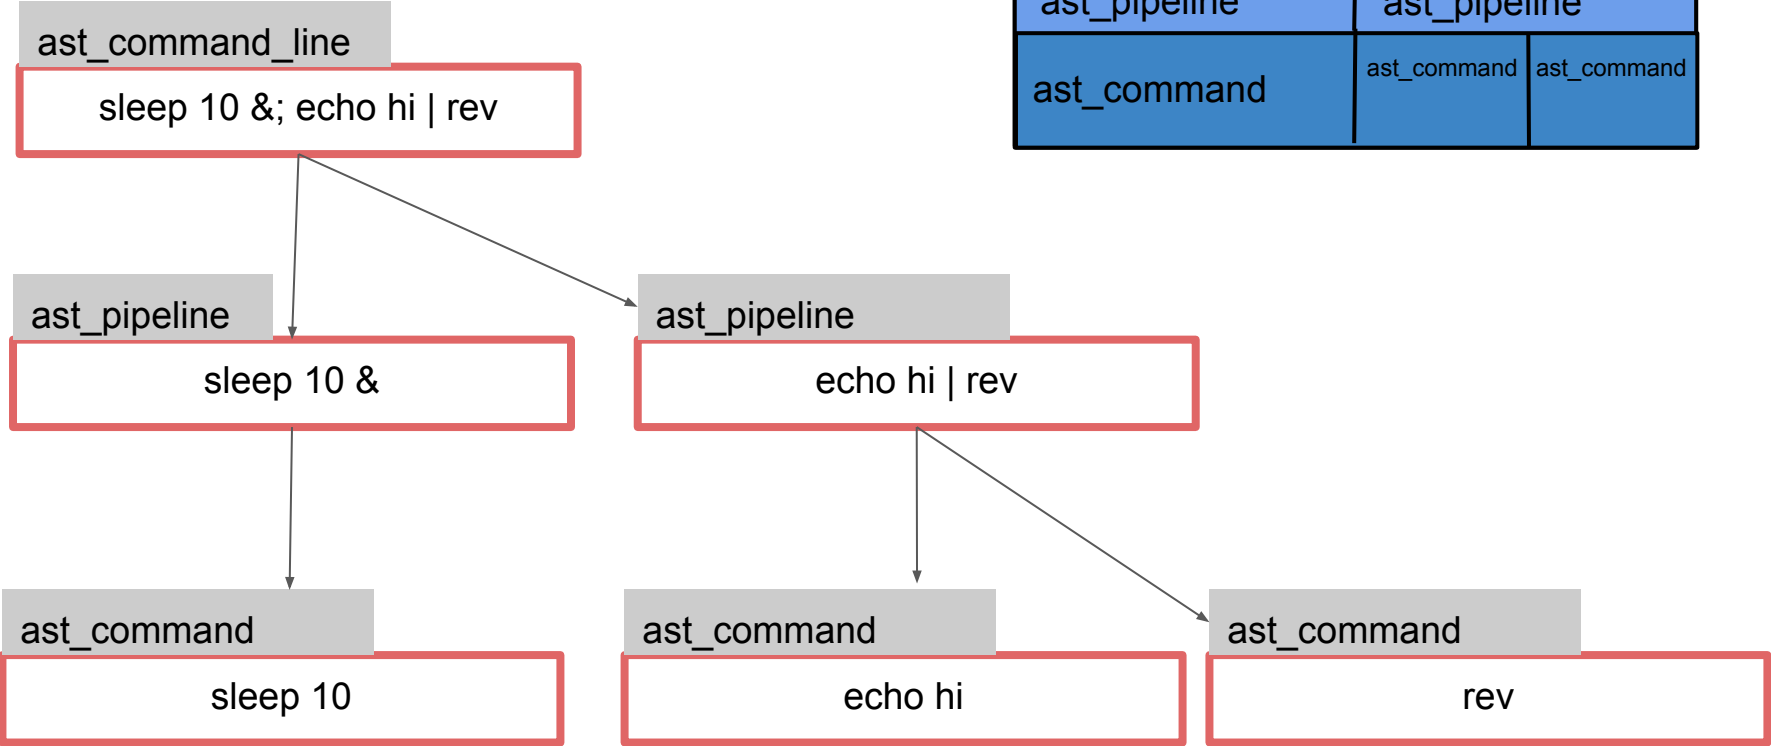 ast_pipeline ast_pipeline
ast_command_line
ast_command ast_command ast_command
sleep 10 &; echo hi | rev
ast_pipeline ast_pipeline
sleep 10 & echo hi | rev
ast_command ast_command ast_command
sleep 10 echo hi rev